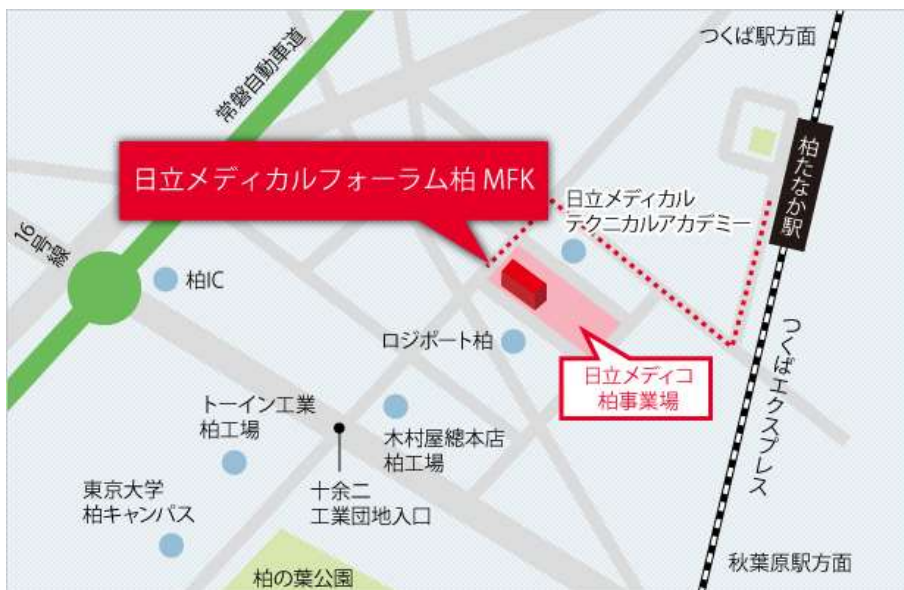 つくば駅方面
常磐自動車道
日立メディカルフォーラム柏 MFK
柏たなか駅
日立メディカル
テクニカルアカデミー
16号線
柏IC
ロジポート柏
日立メディコ
柏事業場
つくばエクスプレス
トーイン工業
柏工場
木村屋總本店
柏工場
東京大学
柏キャンパス
十余二
工業団地入口
秋葉原駅方面
柏の葉公園